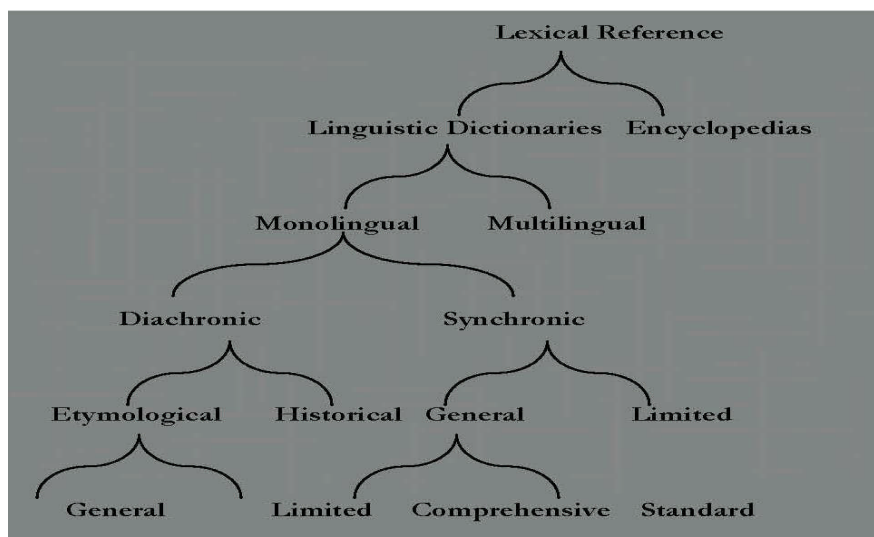 Lexical Reference
Linguistic Dictionaries Encyclopedias
Monolingual Multilingual
Diachronic Synchronic
Etymological Historical General Limited
General Limited Comprehensive Standard